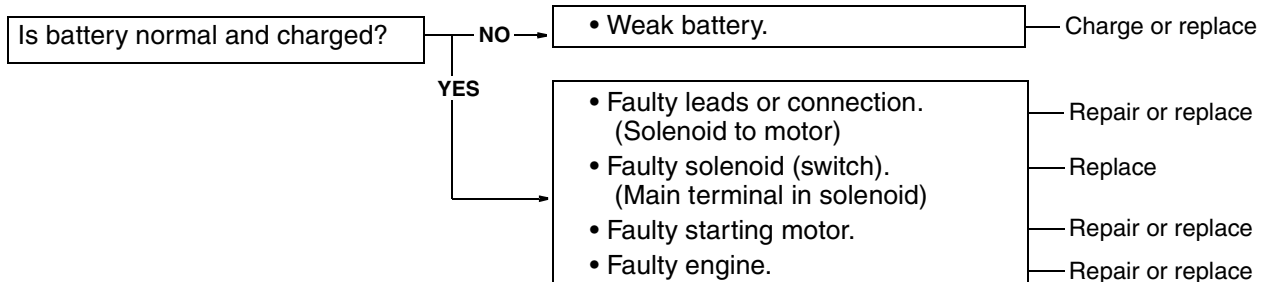 Is battery normal and charged?
NO
• Weak battery.
Charge or replace
YES
• Faulty leads or connection.
(Solenoid to motor)
Repair or replace
• Faulty solenoid (switch).
(Main terminal in solenoid)
Replace
• Faulty starting motor.
Repair or replace
• Faulty engine.
Repair or replace